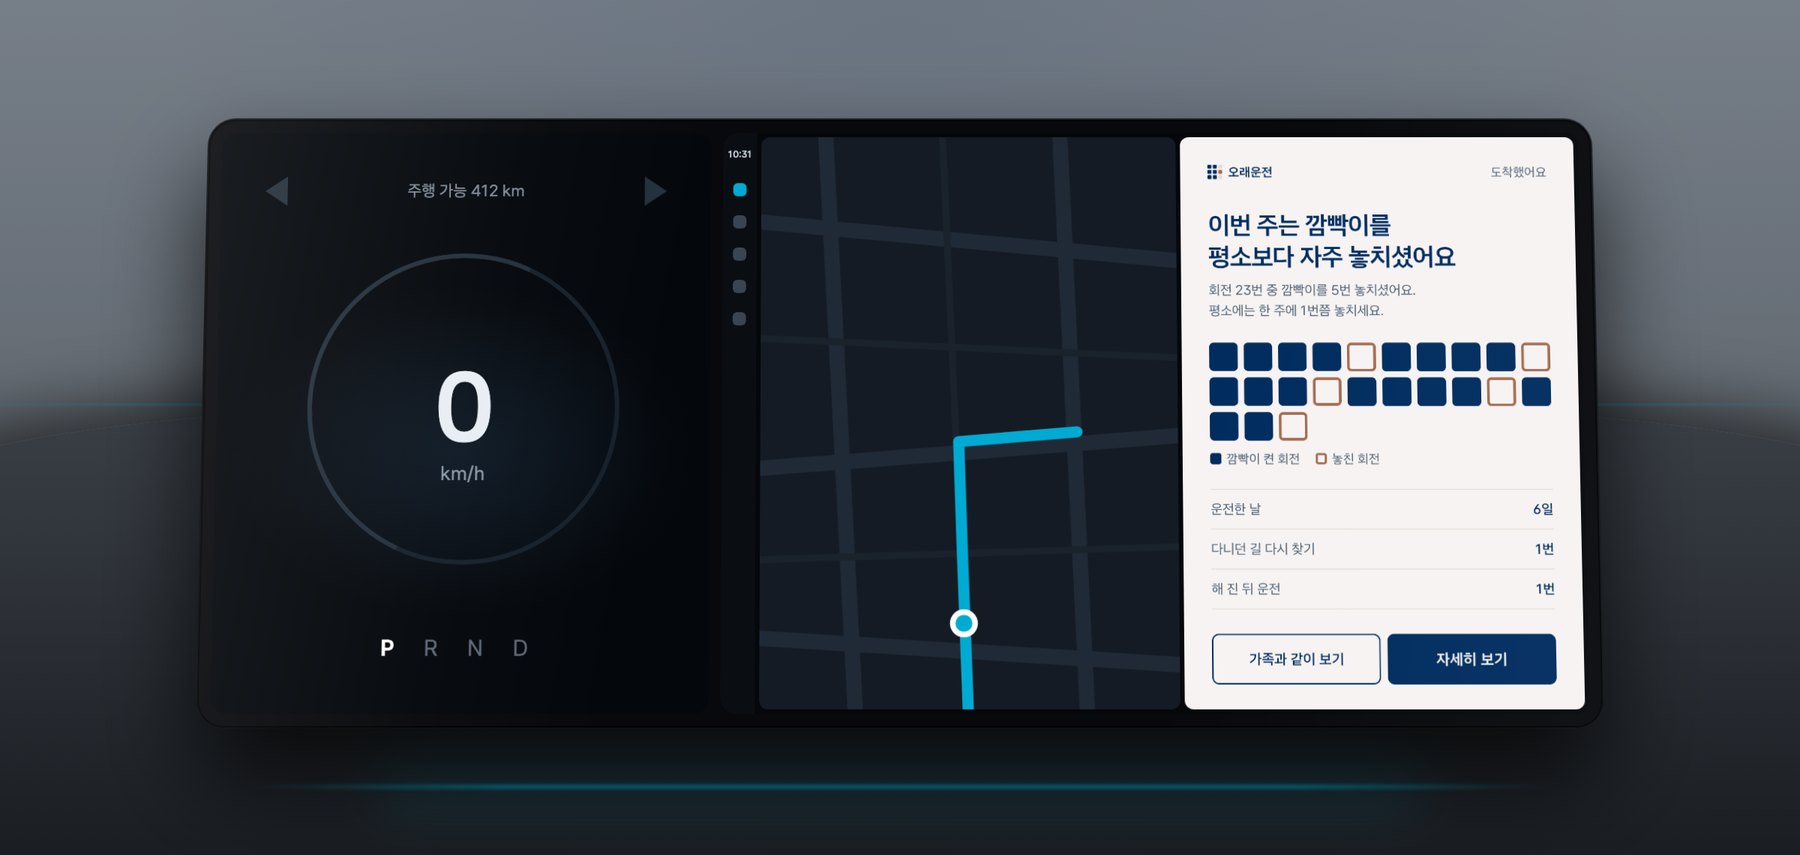 주행 가능 412 km
0
km/h
P R N D
10:31
오래운전
도착했어요
이번 주는 깜빡이를
평소보다 자주 놓치셨어요
회전 23번 중 깜빡이를 5번 놓치셨어요.
평소에는 한 주에 1번쯤 놓치세요.
깜빡이 켠 회전
놓친 회전
운전한 날
6일
다니던 길 다시 찾기
1번
해 진 뒤 운전
1번
가족과 같이 보기
자세히 보기